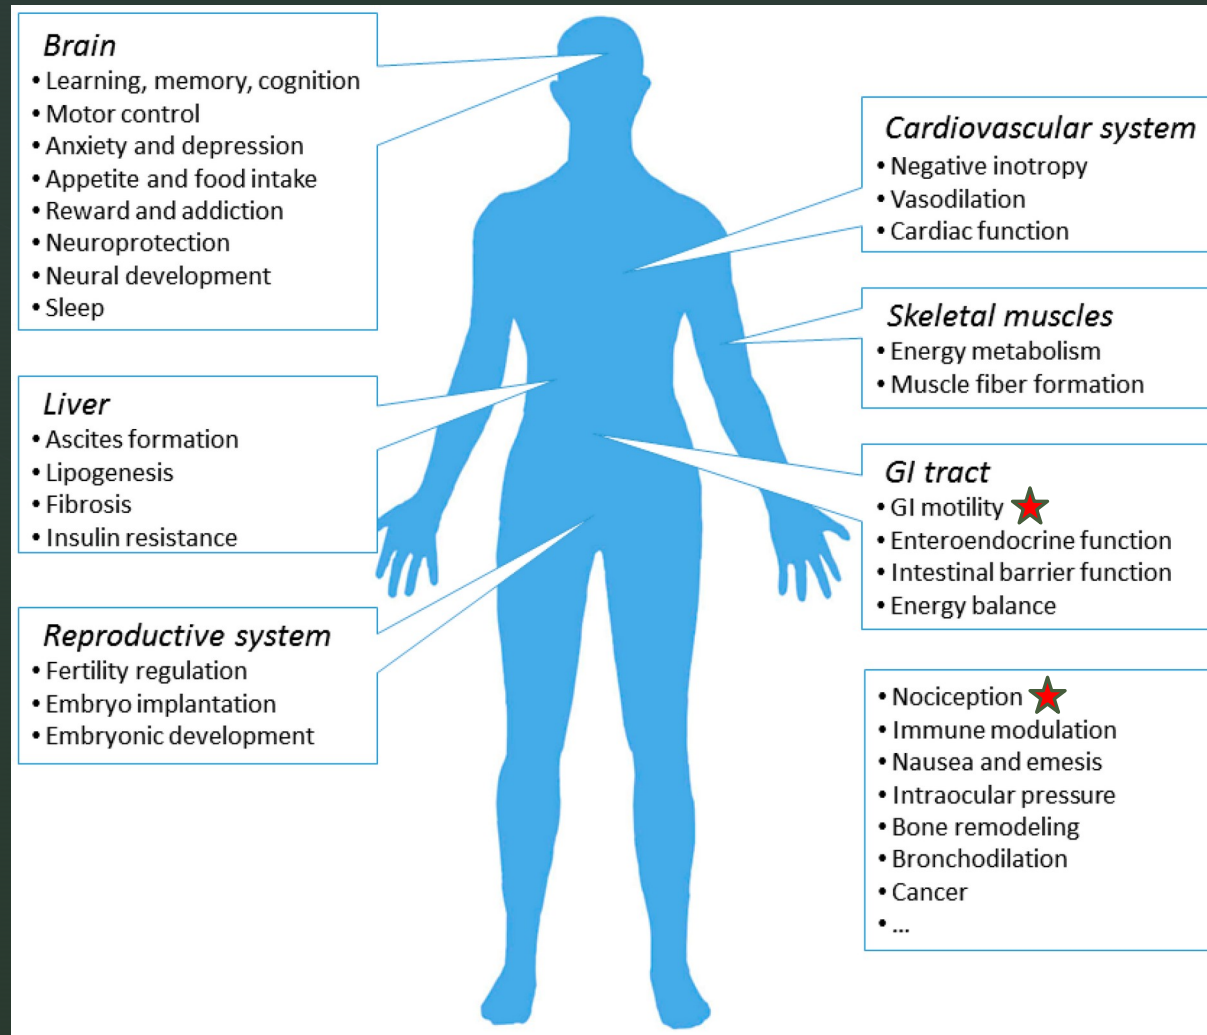 Brain
• Learning, memory, cognition
• Motor control
• Anxiety and depression
• Appetite and food intake
• Reward and addiction
• Neuroprotection
• Neural development
• Sleep
Liver
• Ascites formation
• Lipogenesis
• Fibrosis
• Insulin resistance
Reproductive system
• Fertility regulation
• Embryo implantation
• Embryonic development
Cardiovascular system
• Negative inotropy
• Vasodilation
• Cardiac function
Skeletal muscles
• Energy metabolism
• Muscle fiber formation
GI tract
• GI motility
• Enteroendocrine function
• Intestinal barrier function
• Energy balance
• Nociception
• Immune modulation
• Nausea and emesis
• Intraocular pressure
• Bone remodeling
• Bronchodilation
• Cancer
• ...